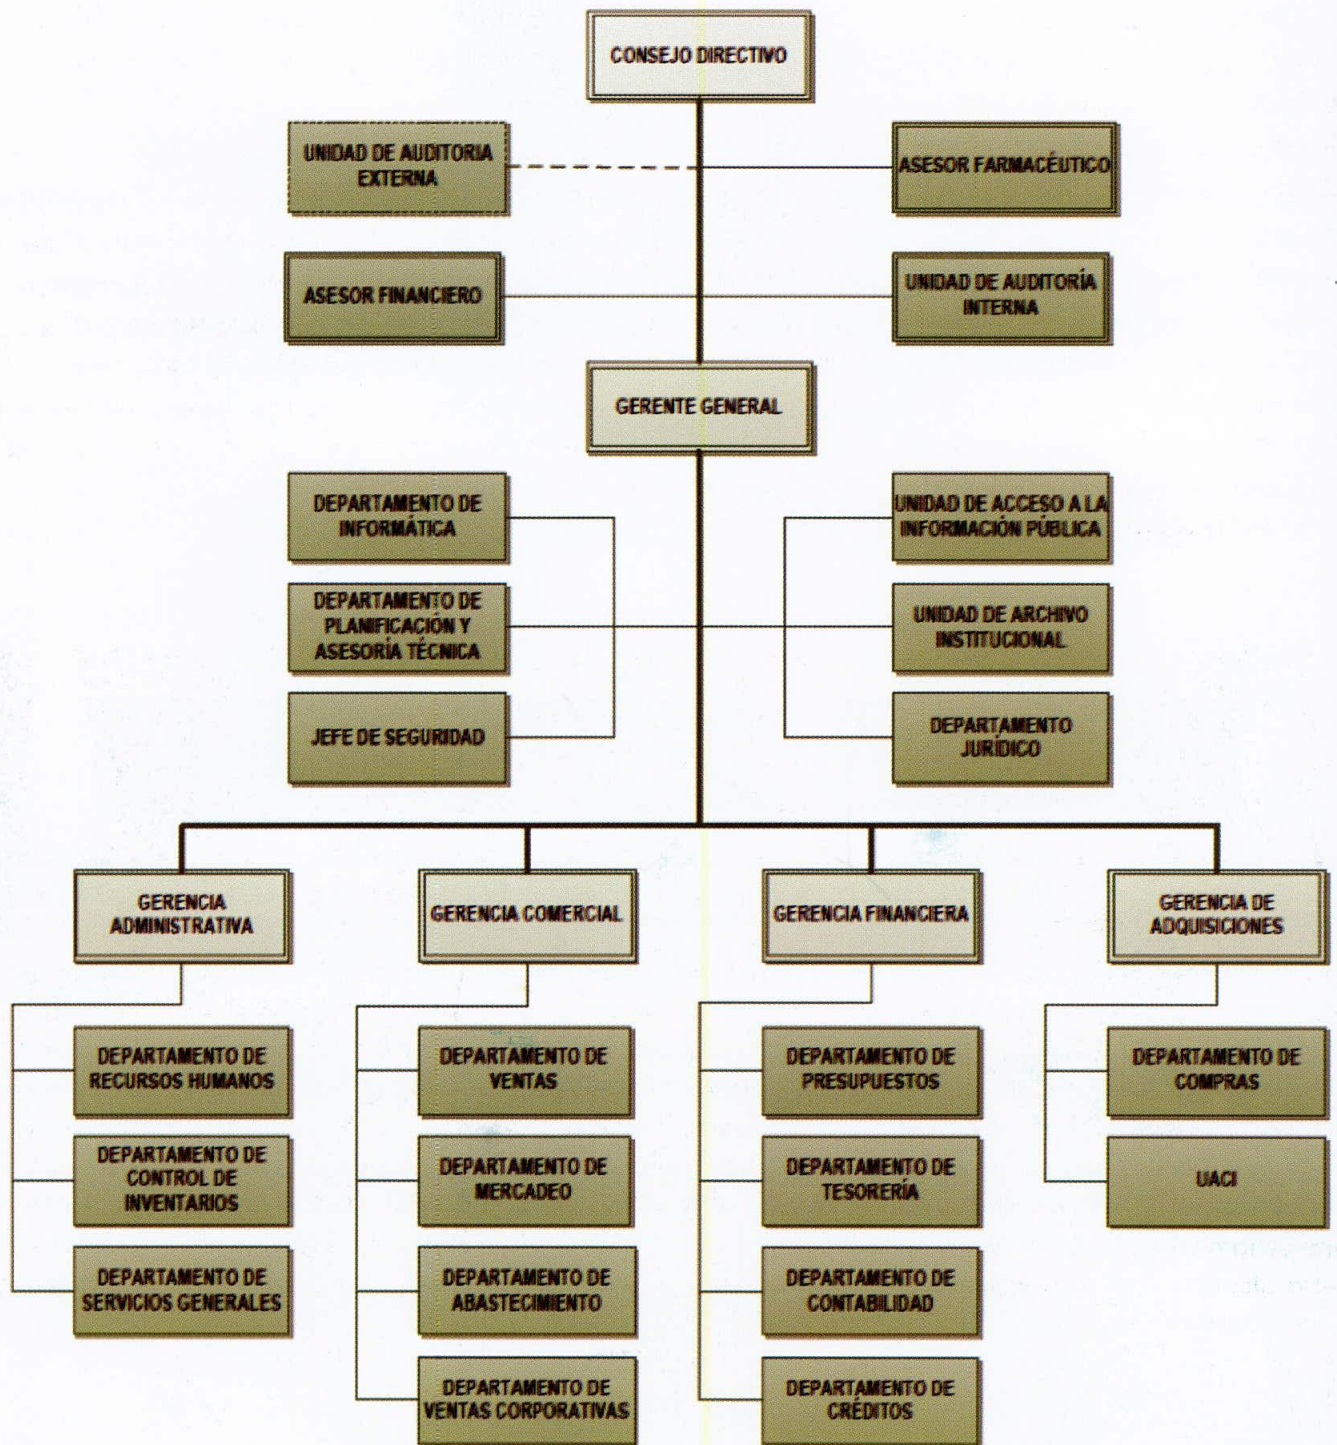 CONSEJO DIRECTIVO
UNIDAD DE AUDITORIA
EXTERNA
ASESOR FARMACÉUTICO
ASESOR FINANCIERO
UNIDAD DE AUDITORÍA
INTERNA
GERENTE GENERAL
DEPARTAMENTO DE
INFORMÁTICA
UNIDAD DE ACCESO A LA
INFORMACIÓN PÚBLICA
DEPARTAMENTO DE
PLANIFICACIÓN Y
ASESORÍA TÉCNICA
UNIDAD DE ARCHIVO
INSTITUCIONAL
JEFE DE SEGURIDAD
DEPARTAMENTO
JURÍDICO
GERENCIA
ADMINISTRATIVA
GERENCIA COMERCIAL
GERENCIA FINANCIERA
GERENCIA DE
ADQUISICIONES
DEPARTAMENTO DE
RECURSOS HUMANOS
DEPARTAMENTO DE
VENTAS
DEPARTAMENTO DE
PRESUPUESTOS
DEPARTAMENTO DE
COMPRAS
DEPARTAMENTO DE
CONTROL DE
INVENTARIOS
DEPARTAMENTO DE
MERCADEO
DEPARTAMENTO DE
TESORERÍA
UACI
DEPARTAMENTO DE
SERVICIOS GENERALES
DEPARTAMENTO DE
ABASTECIMIENTO
DEPARTAMENTO DE
CONTABILIDAD
DEPARTAMENTO DE
VENTAS CORPORATIVAS
DEPARTAMENTO DE
CRÉDITOS